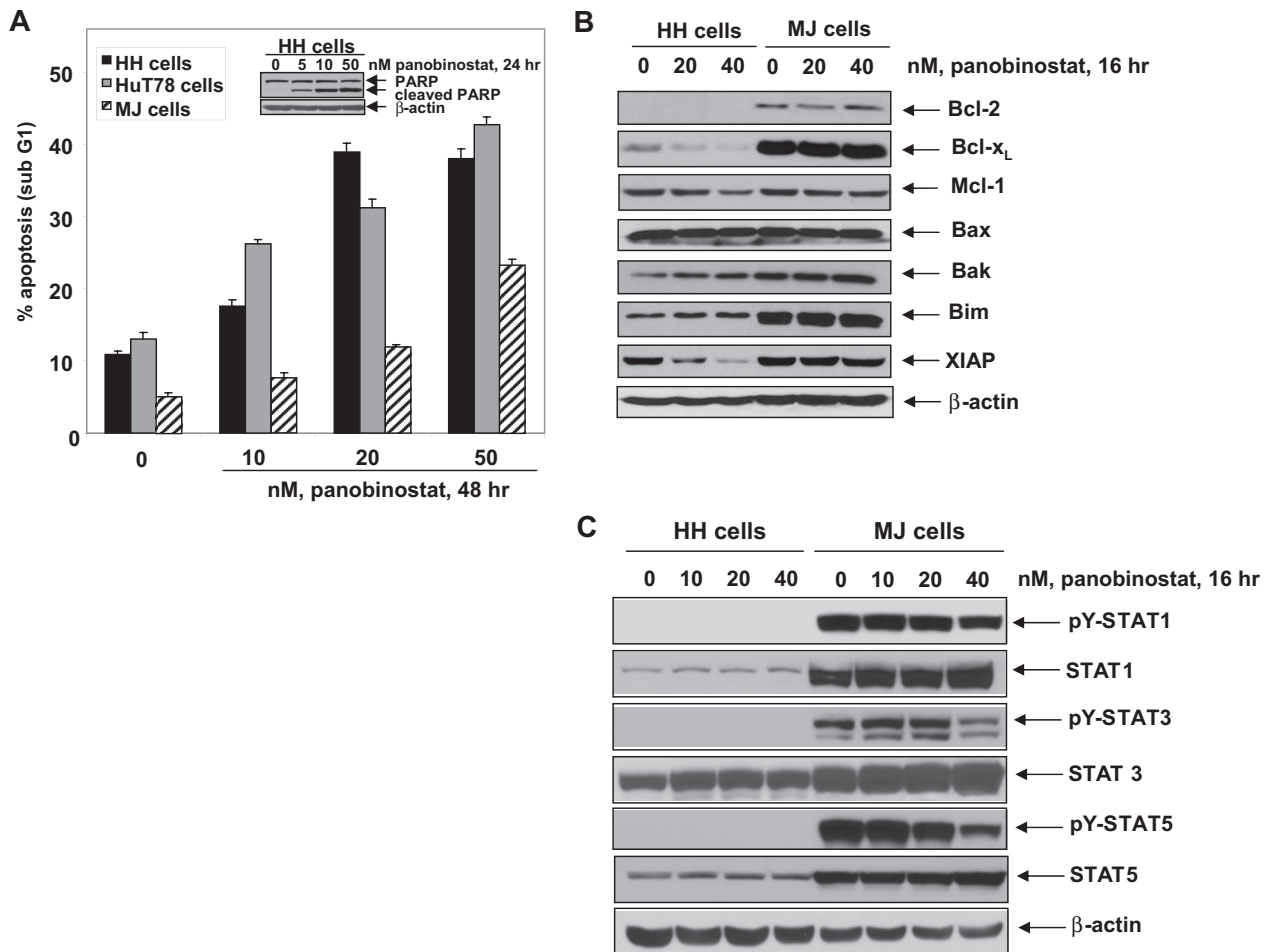 A
HH cells
HuT78 cells
MJ cells
HH cells
0 5 10 50 nM panobinostat, 24 hr
PARP
cleaved PARP
β-actin
% apoptosis (sub G1)
50
40
30
20
10
0
0 10 20 50
nM, panobinostat, 48 hr
B
HH cells MJ cells
0 20 40 0 20 40 nM, panobinostat, 16 hr
Bcl-2
Bcl-xL
Mcl-1
Bax
Bak
Bim
XIAP
β-actin
C
HH cells MJ cells
0 10 20 40 0 10 20 40 nM, panobinostat, 16 hr
pY-STAT1
STAT1
pY-STAT3
STAT 3
pY-STAT5
STAT5
β-actin